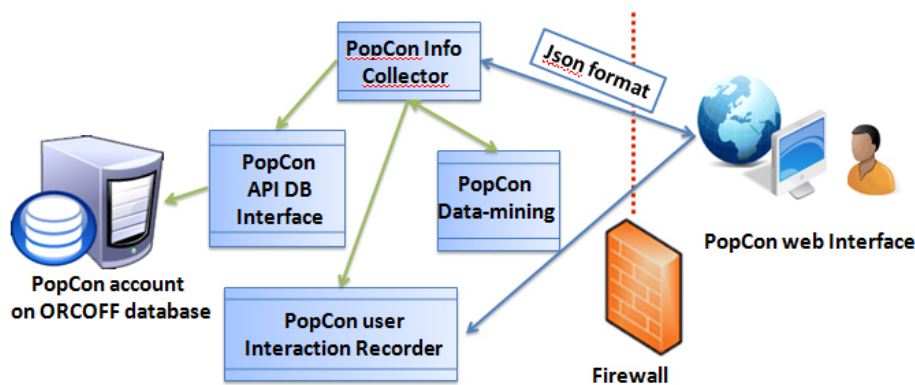 PopCon Info
Collector
Json format
PopCon
API DB
Interface
PopCon
Data-mining
PopCon web Interface
PopCon account
on ORCOFF database
PopCon user
Interaction Recorder
Firewall